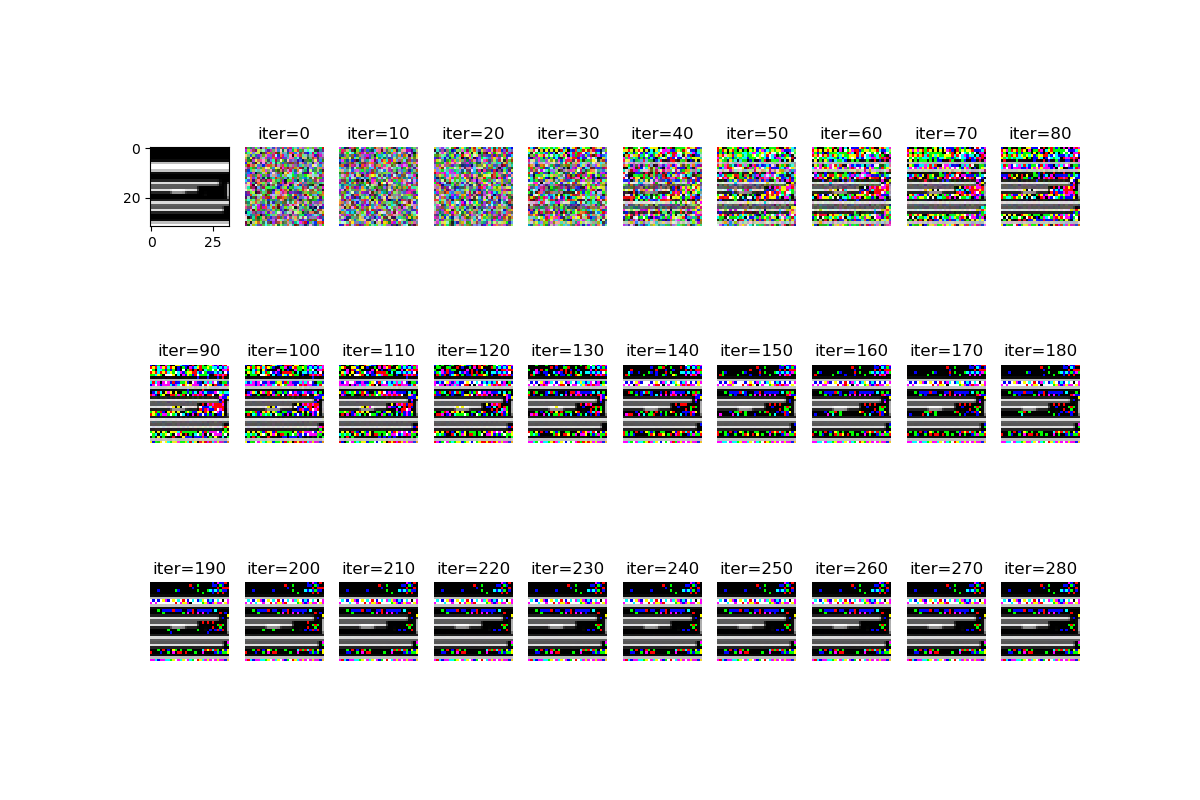 iter=0 iter=10 iter=20 iter=30 iter=40 iter=50 iter=60 iter=70 iter=80
0
20
0 25
iter=90 iter=100 iter=110 iter=120 iter=130 iter=140 iter=150 iter=160 iter=170 iter=180
iter=190 iter=200 iter=210 iter=220 iter=230 iter=240 iter=250 iter=260 iter=270 iter=280